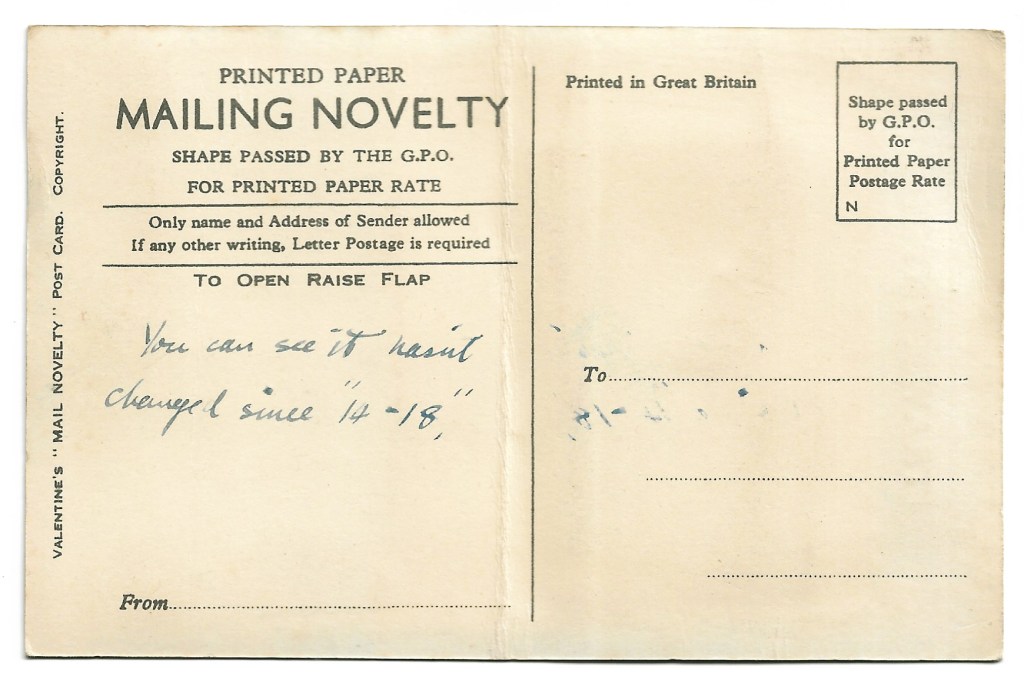 PRINTED PAPER
MAILING NOVELTY
SHAPE PASSED BY THE G.P.O.
FOR PRINTED PAPER RATE
Only name and Address of Sender allowed
If any other writing, Letter Postage is required
TO OPEN RAISE FLAP
You can see it hasn't
changed since "14-18"
From
VALENTINE'S "MAIL NOVELTY" POST CARD. COPYRIGHT.
Printed in Great Britain
Shape passed
by G.P.O.
for
Printed Paper
Postage Rate
N
To